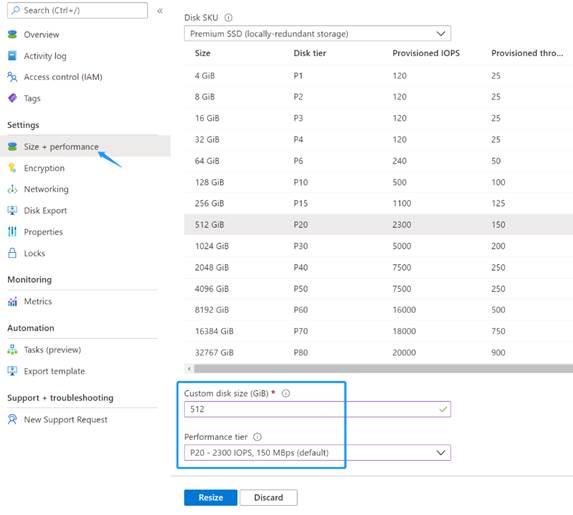 Search (Ctrl+/)
«
Overview
Activity log
Access control (IAM)
Tags
Settings
Size + performance
Encryption
Networking
Disk Export
Properties
Locks
Monitoring
Metrics
Automation
Tasks (preview)
Export template
Support + troubleshooting
New Support Request
Disk SKU
Premium SSD (locally-redundant storage)
Size Disk tier Provisioned IOPS Provisioned thro...
4 GiB P1 120 25
8 GiB P2 120 25
16 GiB P3 120 25
32 GiB P4 120 25
64 GiB P6 240 50
128 GiB P10 500 100
256 GiB P15 1100 125
512 GiB P20 2300 150
1024 GiB P30 5000 200
2048 GiB P40 7500 250
4096 GiB P50 7500 250
8192 GiB P60 16000 500
16384 GiB P70 18000 750
32767 GiB P80 20000 900
Custom disk size (GiB) *
512
Performance tier
P20 - 2300 IOPS, 150 MBps (default)
Resize Discard